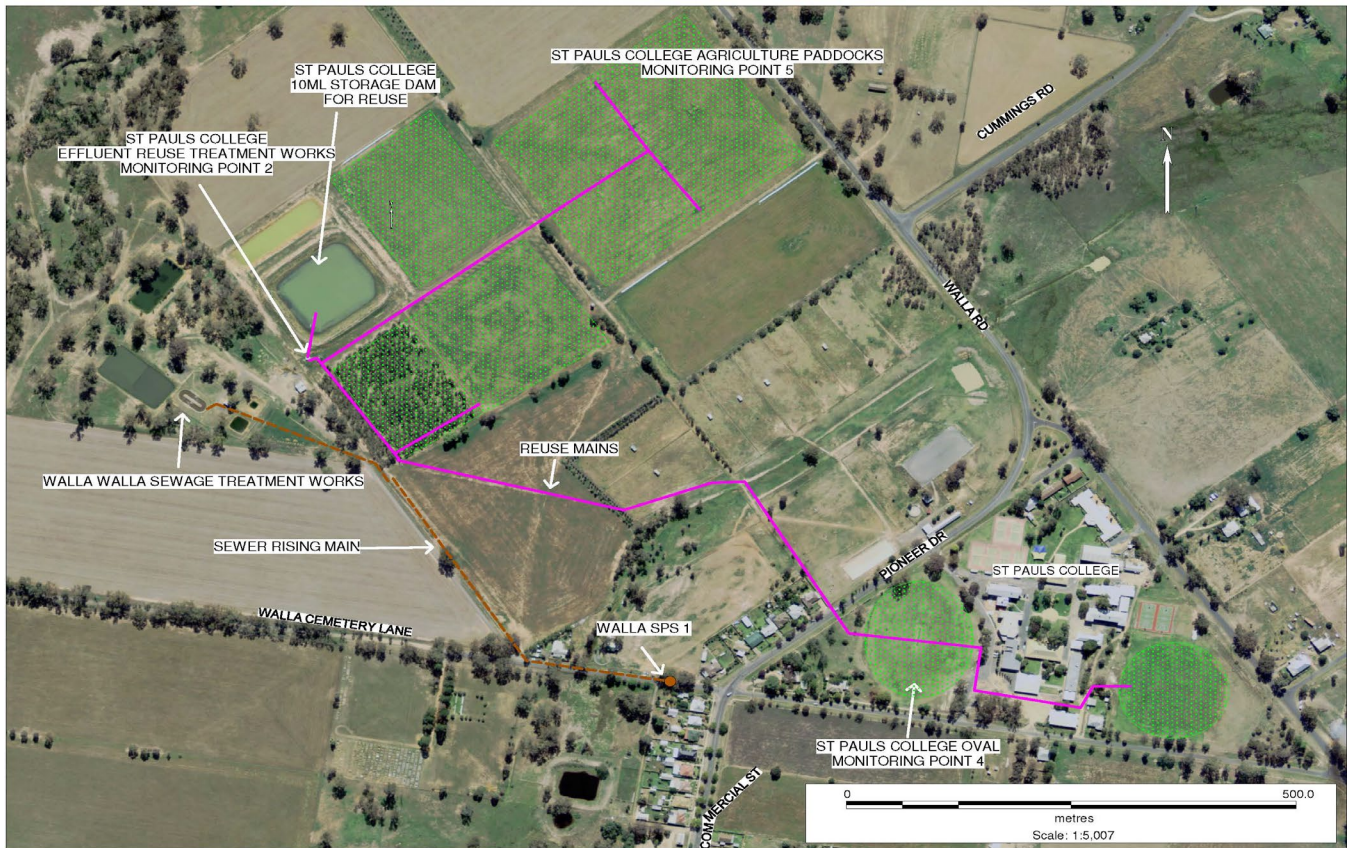 ST PAULS COLLEGE AGRICULTURE PADDOCKS
MONITORING POINT 5
ST PAULS COLLEGE
10ML STORAGE DAM
FOR REUSE
CUMMINGS RD
ST PAULS COLLEGE
EFFLUENT REUSE TREATMENT WORKS
MONITORING POINT 2
N
WALLA RD
REUSE MAINS
WALLA WALLA SEWAGE TREATMENT WORKS
SEWER RISING MAIN
PIONEER DR
ST PAULS COLLEGE
WALLA CEMETERY LANE
WALLA SPS 1
ST PAULS COLLEGE OVAL
MONITORING POINT 4
COMMERCIAL ST
0
500.0
metres
Scale: 1:5,007